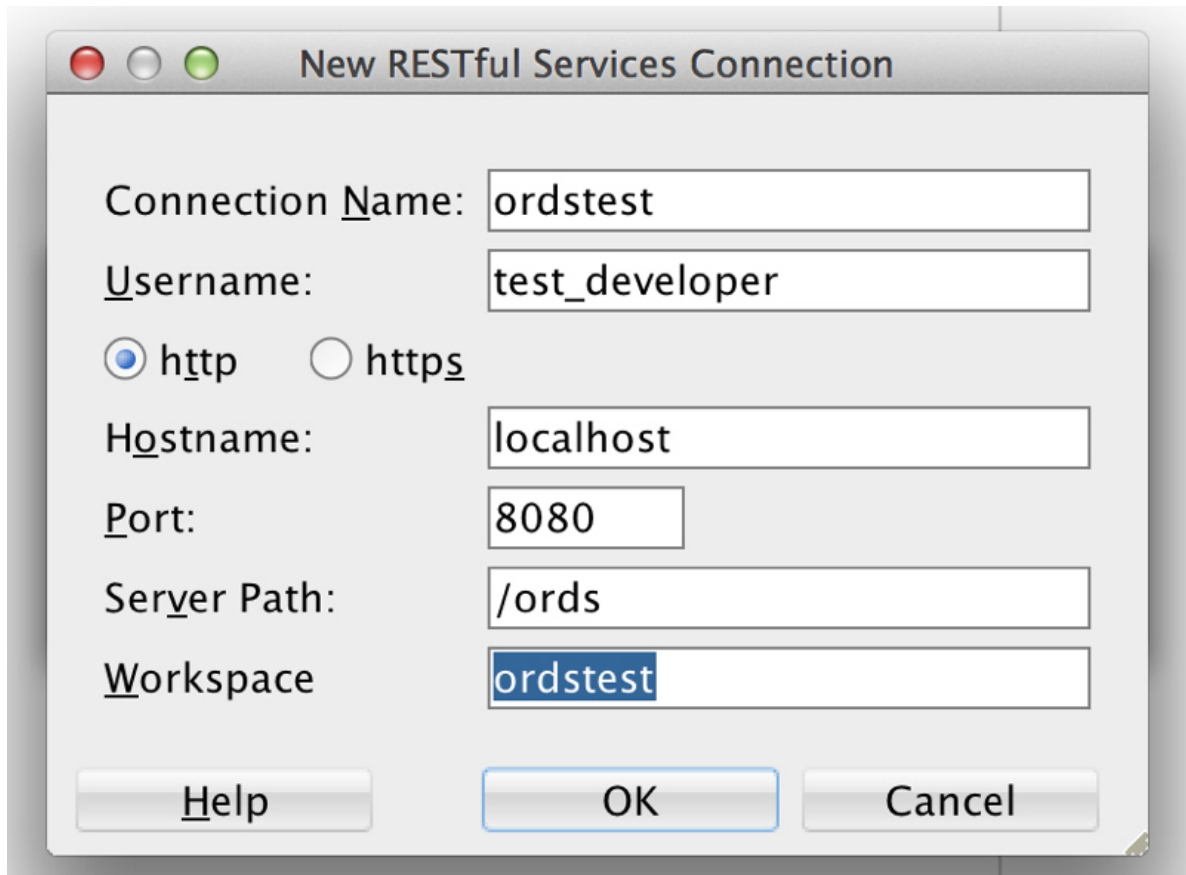 New RESTful Services Connection
Connection Name: ordstest
Username: test_developer
http https
Hostname: localhost
Port: 8080
Server Path: /ords
Workspace ordstest
Help OK Cancel